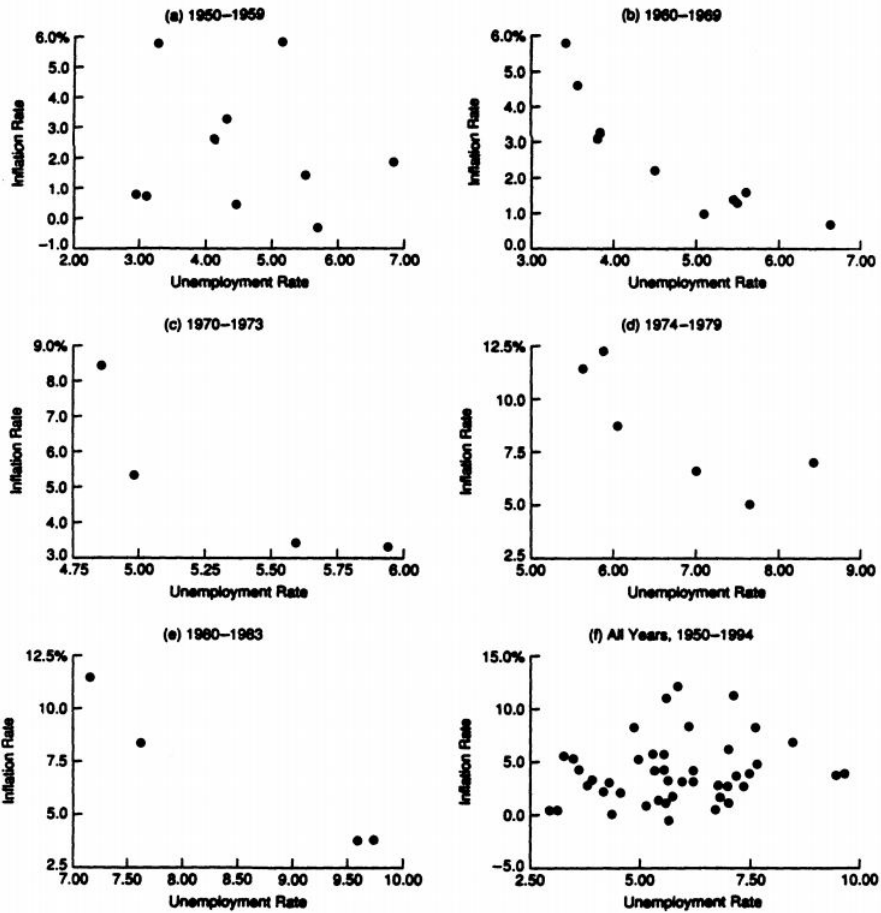 (a) 1950–1959
6.0%
5.0
4.0
3.0
2.0
1.0
0.0
−1.0
Inflation Rate
2.00 3.00 4.00 5.00 6.00 7.00
Unemployment Rate
(b) 1960–1969
6.0%
5.0
4.0
3.0
2.0
1.0
0.0
Inflation Rate
3.00 4.00 5.00 6.00 7.00
Unemployment Rate
(c) 1970–1973
9.0%
8.0
7.0
6.0
5.0
4.0
3.0
Inflation Rate
4.75 5.00 5.25 5.50 5.75 6.00
Unemployment Rate
(d) 1974–1979
12.5%
10.0
7.5
5.0
2.5
Inflation Rate
5.00 6.00 7.00 8.00 9.00
Unemployment Rate
(e) 1980–1983
12.5%
10.0
7.5
5.0
2.5
Inflation Rate
7.00 7.50 8.00 8.50 9.00 9.50 10.00
Unemployment Rate
(f) All Years, 1950–1994
15.0%
10.0
5.0
0.0
−5.0
Inflation Rate
2.50 5.00 7.50 10.00
Unemployment Rate